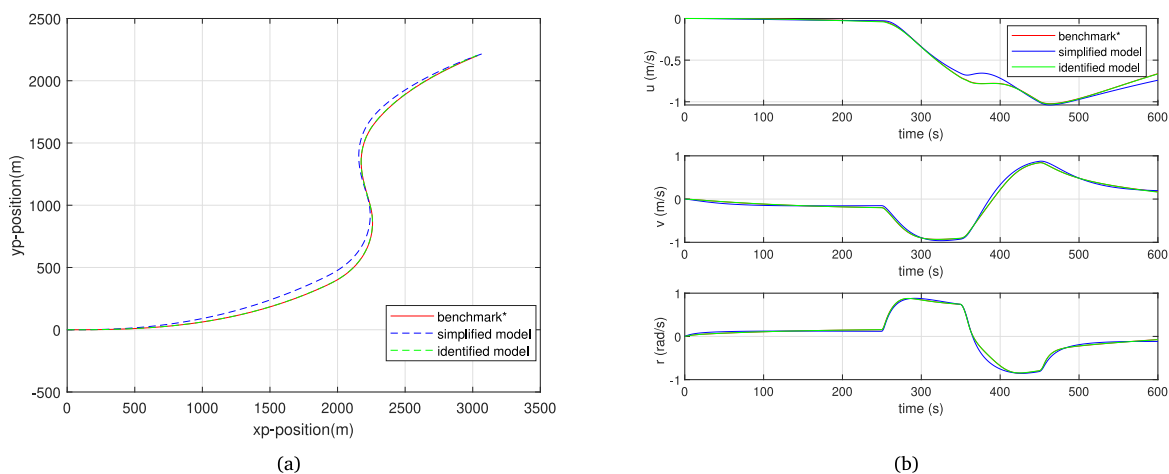 2500
2000
1500
1000
500
0
-500
yp-position(m)
benchmark*
simplified model
identified model
0 500 1000 1500 2000 2500 3000 3500
xp-position(m)
(a)
0
-0.5
-1
u (m/s)
benchmark*
simplified model
identified model
0 100 200 300 400 500 600
time (s)
1
0
-1
v (m/s)
0 100 200 300 400 500 600
time (s)
1
0
-1
r (rad/s)
0 100 200 300 400 500 600
time (s)
(b)